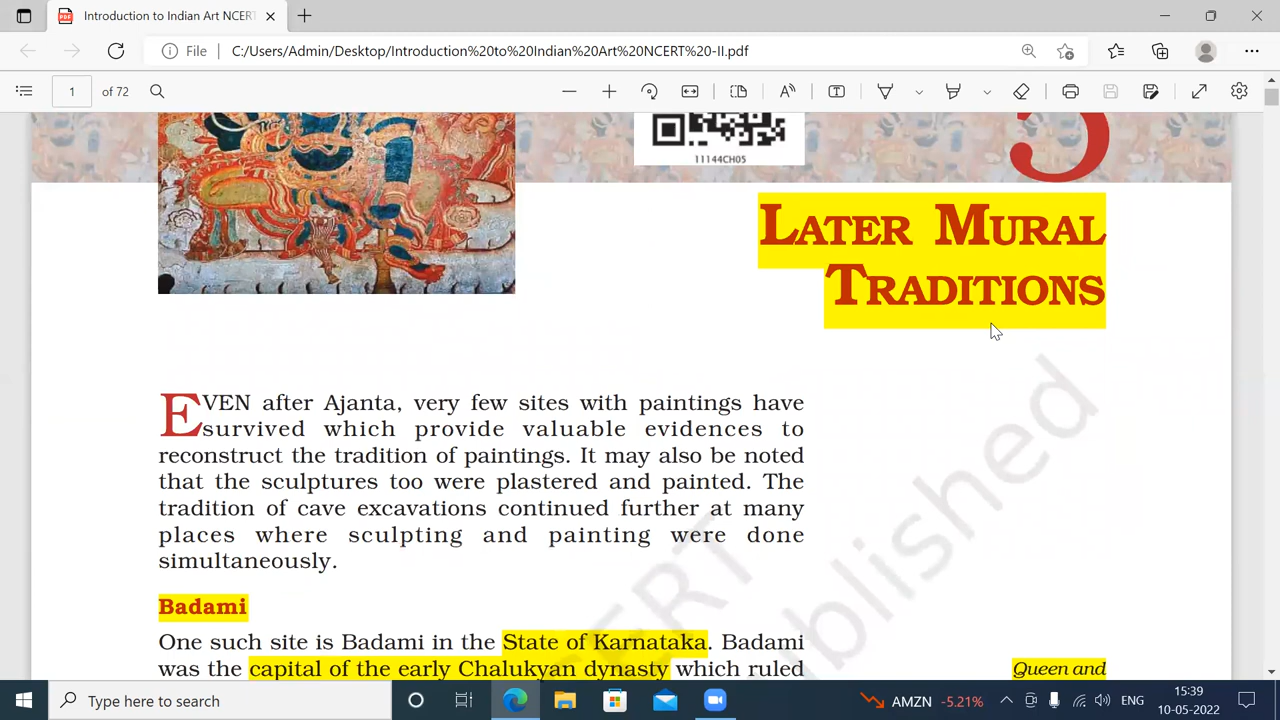 Introduction to Indian Art NCERT
File C:/Users/Admin/Desktop/Introduction%20to%20Indian%20Art%20NCERT%20-II.pdf
1 of 72
11144CH05
5
LATER MURAL
TRADITIONS
EVEN after Ajanta, very few sites with paintings have
survived which provide valuable evidences to
reconstruct the tradition of paintings. It may also be noted
that the sculptures too were plastered and painted. The
tradition of cave excavations continued further at many
places where sculpting and painting were done
simultaneously.
Badami
One such site is Badami in the State of Karnataka. Badami
was the capital of the early Chalukyan dynasty which ruled
Queen and
Type here to search
AMZN -5.21%
ENG
15:39
10-05-2022